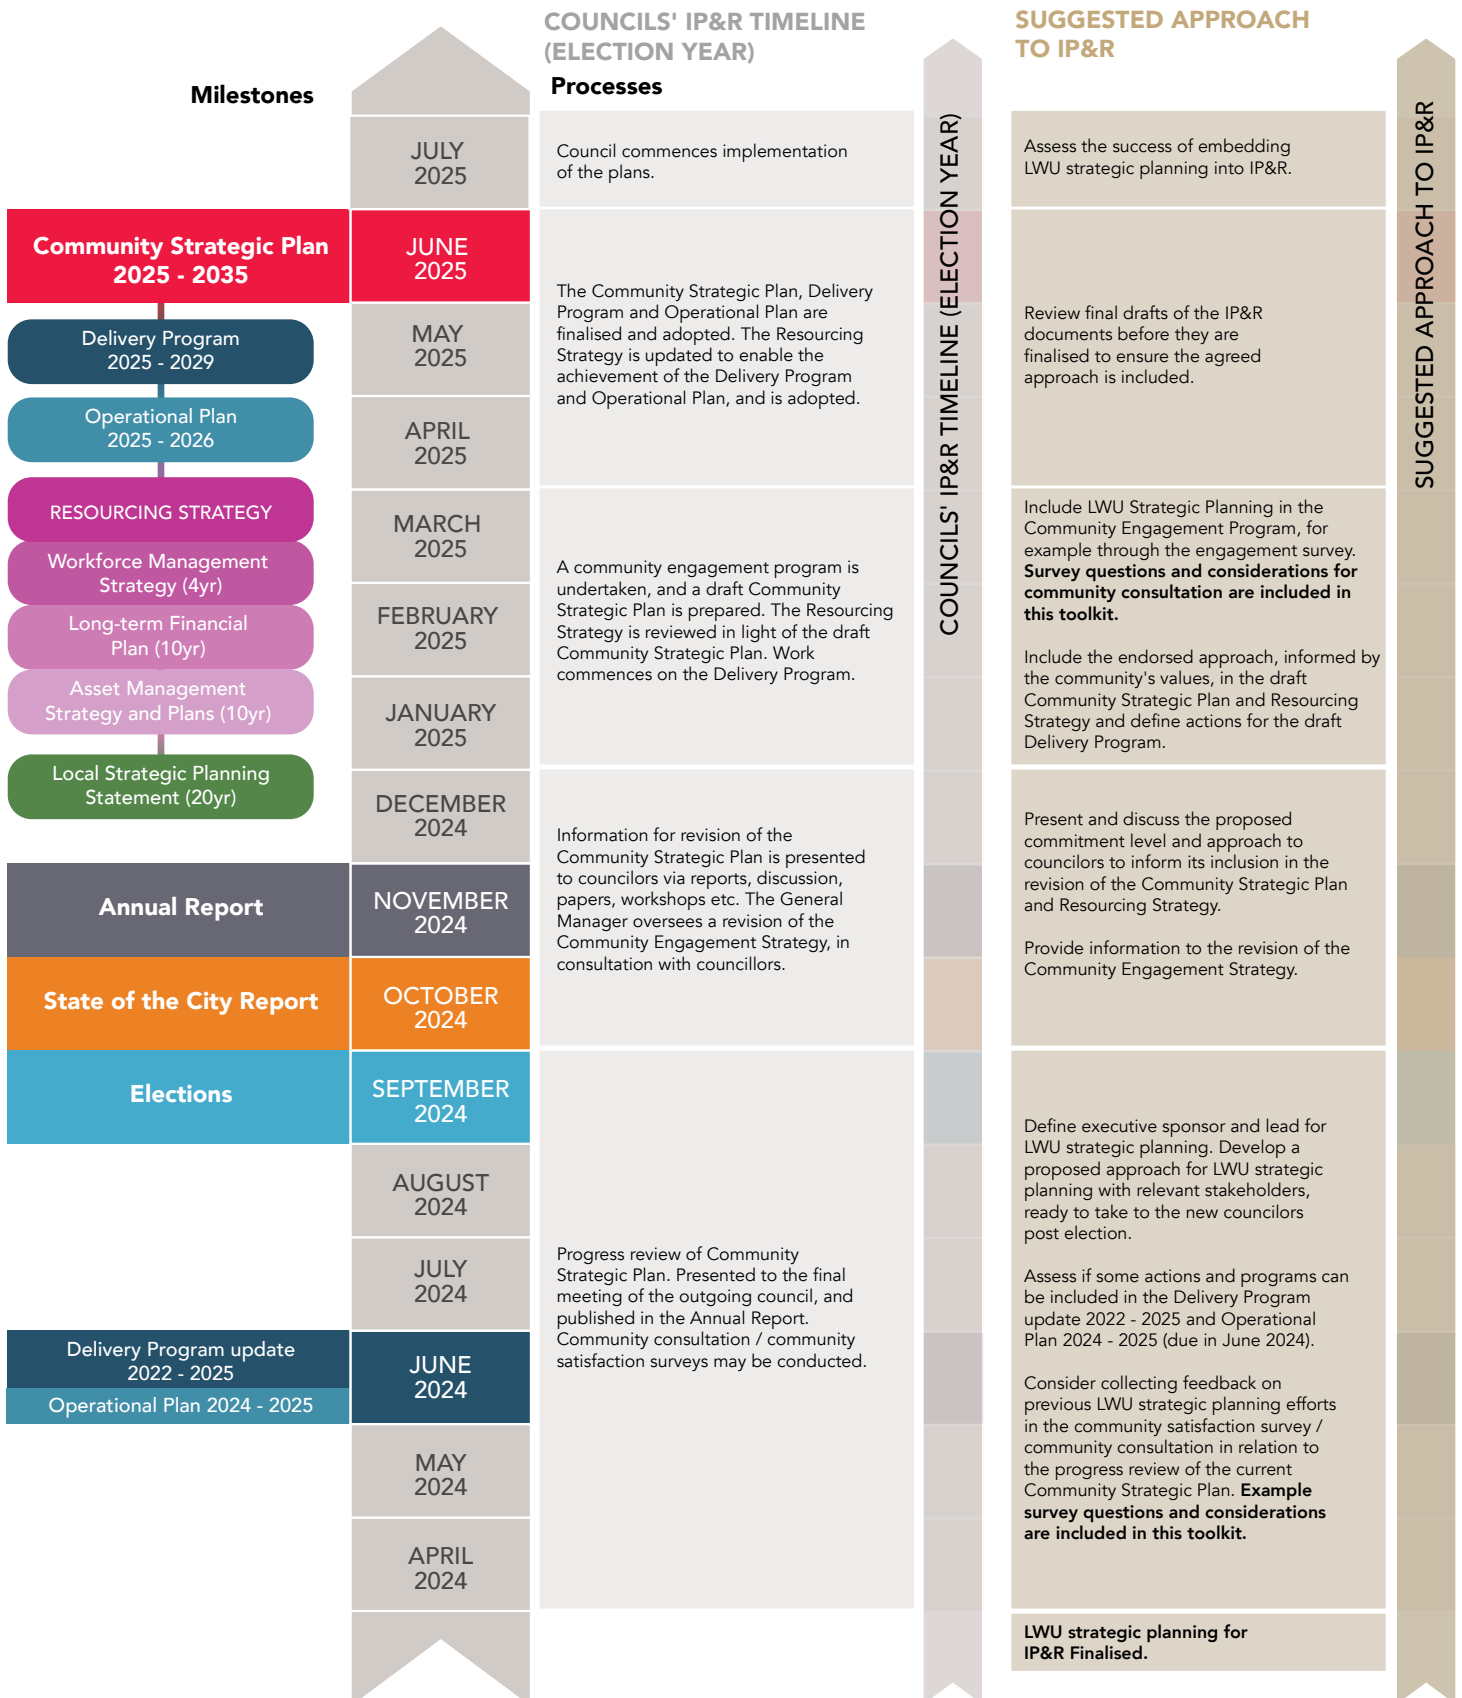 COUNCILS' IP&R TIMELINE
(ELECTION YEAR)
SUGGESTED APPROACH
TO IP&R
Milestones
Processes
JULY
2025
Council commences implementation
of the plans.
Assess the success of embedding
LWU strategic planning into IP&R.
Community Strategic Plan
2025 - 2035
JUNE
2025
Delivery Program
2025 - 2029
MAY
2025
Operational Plan
2025 - 2026
APRIL
2025
The Community Strategic Plan, Delivery
Program and Operational Plan are
finalised and adopted. The Resourcing
Strategy is updated to enable the
achievement of the Delivery Program
and Operational Plan, and is adopted.
Review final drafts of the IP&R
documents before they are
finalised to ensure the agreed
approach is included.
RESOURCING STRATEGY
Workforce Management
Strategy (4yr)
Long-term Financial
Plan (10yr)
Asset Management
Strategy and Plans (10yr)
Local Strategic Planning
Statement (20yr)
MARCH
2025
FEBRUARY
2025
JANUARY
2025
A community engagement program is
undertaken, and a draft Community
Strategic Plan is prepared. The Resourcing
Strategy is reviewed in light of the draft
Community Strategic Plan. Work
commences on the Delivery Program.
Include LWU Strategic Planning in the
Community Engagement Program, for
example through the engagement survey.
Survey questions and considerations for
community consultation are included in
this toolkit.
Include the endorsed approach, informed by
the community's values, in the draft
Community Strategic Plan and Resourcing
Strategy and define actions for the draft
Delivery Program.
DECEMBER
2024
Annual Report
NOVEMBER
2024
State of the City Report
OCTOBER
2024
Information for revision of the
Community Strategic Plan is presented
to councilors via reports, discussion,
papers, workshops etc. The General
Manager oversees a revision of the
Community Engagement Strategy, in
consultation with councillors.
Present and discuss the proposed
commitment level and approach to
councilors to inform its inclusion in the
revision of the Community Strategic Plan
and Resourcing Strategy.
Provide information to the revision of the
Community Engagement Strategy.
Elections
SEPTEMBER
2024
AUGUST
2024
JULY
2024
Delivery Program update
2022 - 2025
Operational Plan 2024 - 2025
JUNE
2024
MAY
2024
APRIL
2024
Progress review of Community
Strategic Plan. Presented to the final
meeting of the outgoing council, and
published in the Annual Report.
Community consultation / community
satisfaction surveys may be conducted.
Define executive sponsor and lead for
LWU strategic planning. Develop a
proposed approach for LWU strategic
planning with relevant stakeholders,
ready to take to the new councilors
post election.
Assess if some actions and programs can
be included in the Delivery Program
update 2022 - 2025 and Operational
Plan 2024 - 2025 (due in June 2024).
Consider collecting feedback on
previous LWU strategic planning efforts
in the community satisfaction survey /
community consultation in relation to
the progress review of the current
Community Strategic Plan. Example
survey questions and considerations
are included in this toolkit.
LWU strategic planning for
IP&R Finalised.
COUNCILS' IP&R TIMELINE (ELECTION YEAR)
SUGGESTED APPROACH TO IP&R